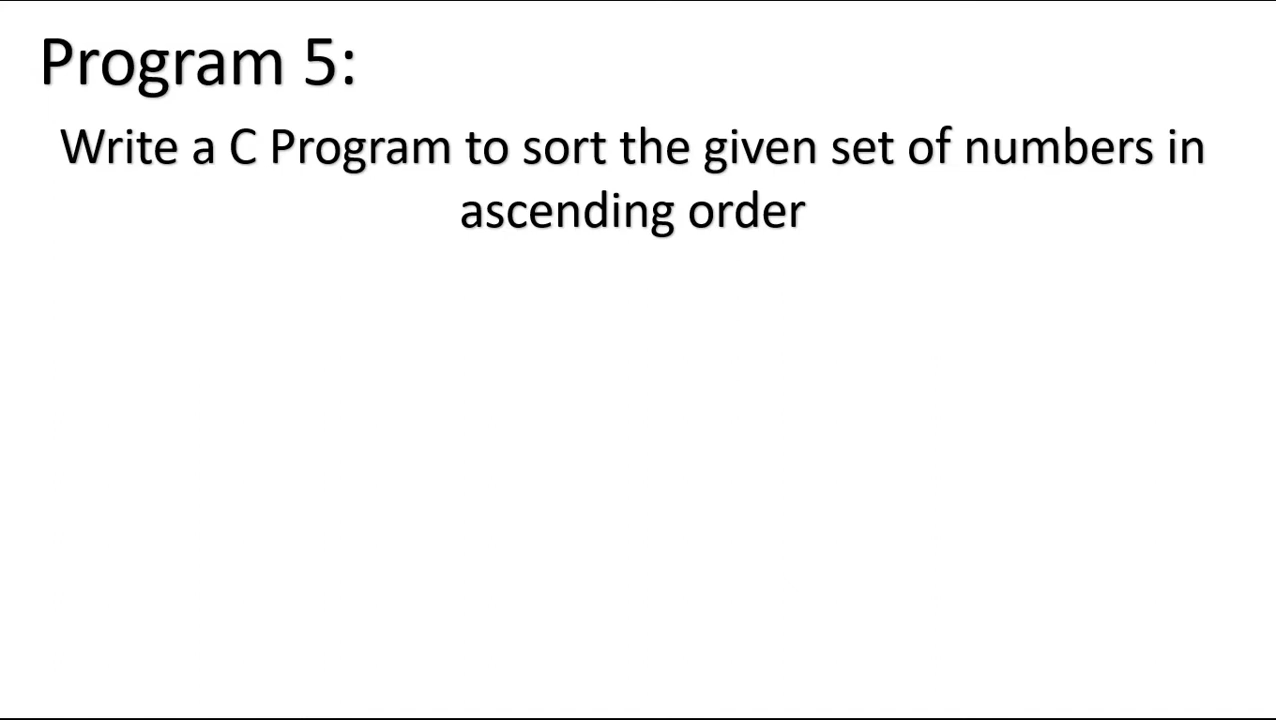 Program 5:
Write a C Program to sort the given set of numbers in
ascending order